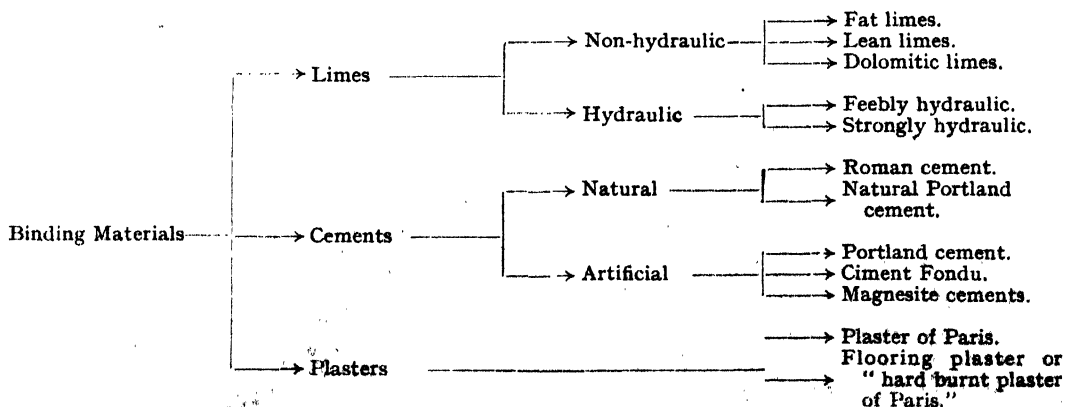 Fat limes.
Non-hydraulic
Lean limes.
Dolomitic limes.
Limes
Feebly hydraulic.
Hydraulic
Strongly hydraulic.
Roman cement.
Natural
Natural Portland
cement.
Binding Materials
Cements
Portland cement.
Artificial
Ciment Fondu.
Magnesite cements.
Plaster of Paris.
Plasters
Flooring plaster or
" hard burnt plaster
of Paris."